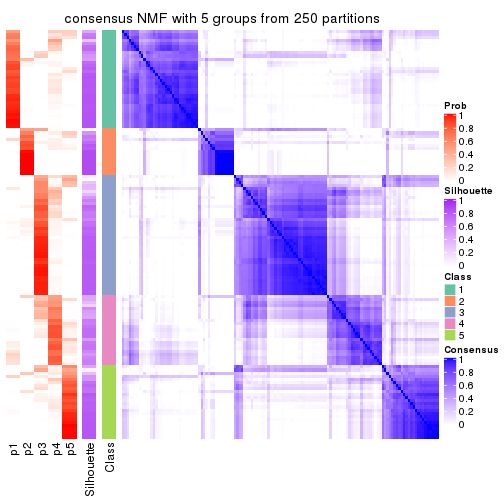 consensus NMF with 5 groups from 250 partitions
Prob
1
0.8
0.6
0.4
0.2
0
Silhouette
1
0.8
0.6
0.4
0.2
0
Class
1
2
3
4
5
Consensus
1
0.8
0.6
0.4
0.2
0
p1
p2
p3
p4
p5
Silhouette
Class